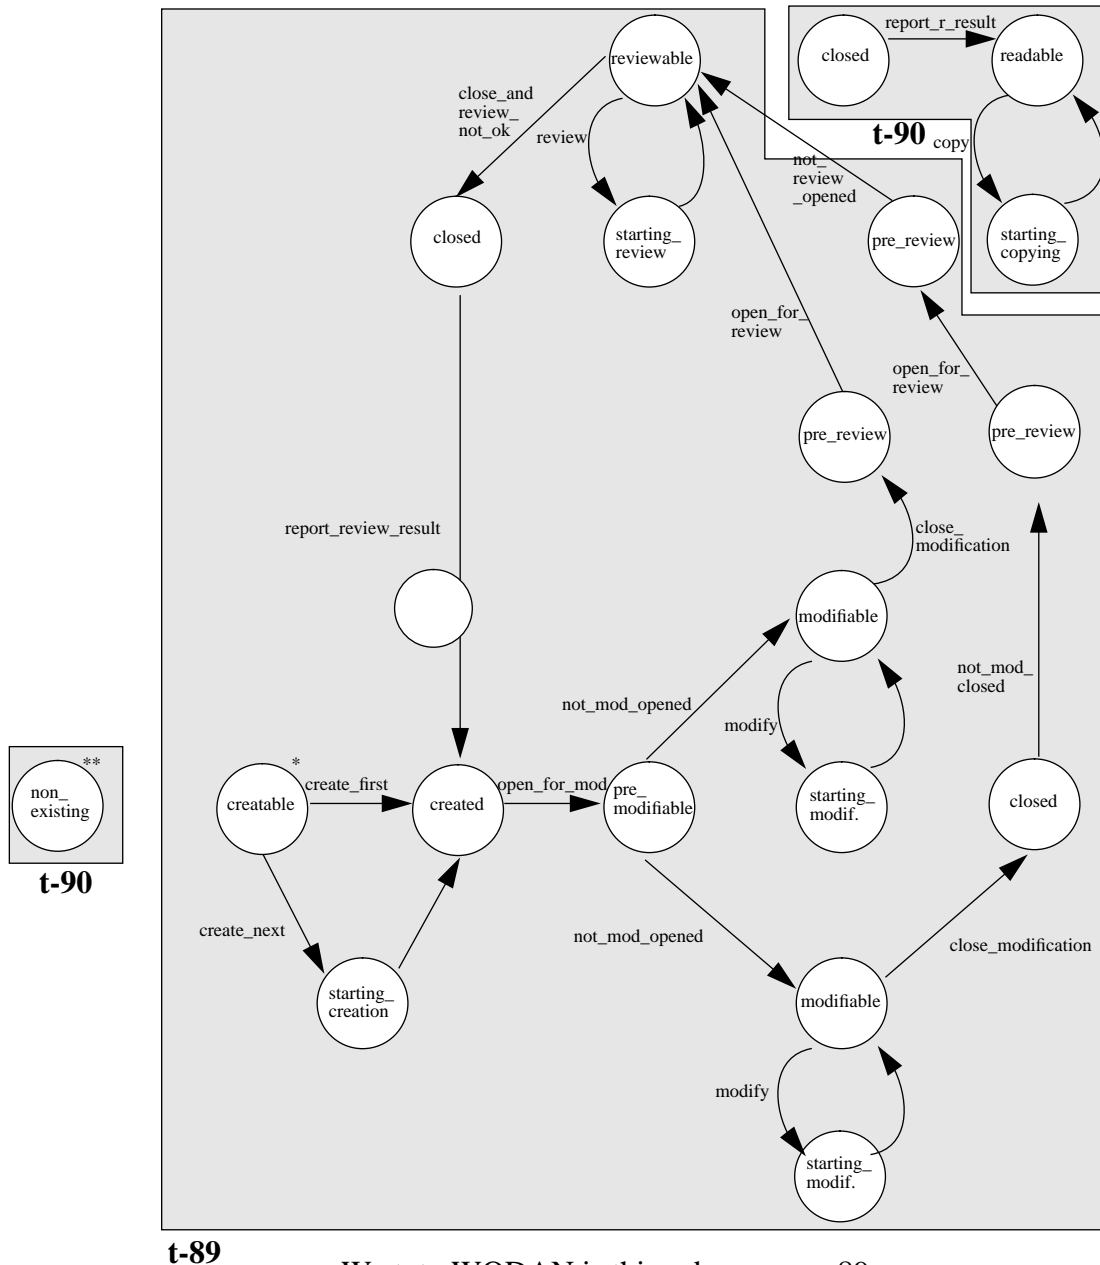 report_r_result
closed
readable
reviewable
close_and
review_
not_ok
review
t-90
copy
not_
review
_opened
closed
starting_
review
pre_review
starting_
copying
open_for_
review
open_for_
review
pre_review
pre_review
report_review_result
close_
modification
modifiable
not_mod_
closed
not_mod_opened
modify
**
non_
existing
t-90
*
creatable
create_first
created
open_for_mod
pre_
modifiable
starting_
modif.
closed
create_next
not_mod_opened
close_modification
starting_
creation
modifiable
modify
starting_
modif.
t-89